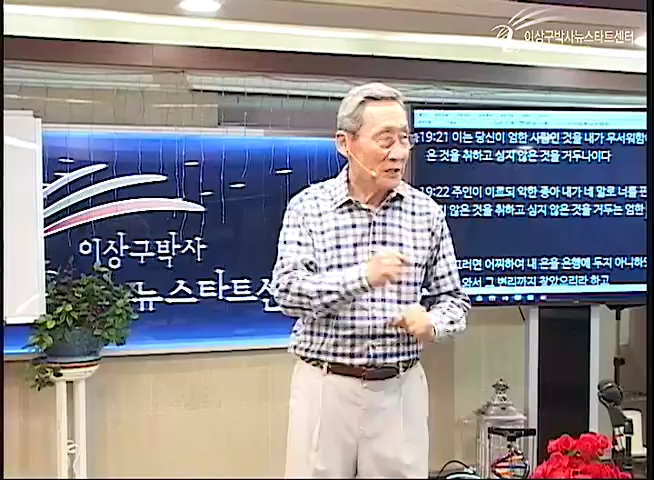 이상구박사뉴스타트센터
이상구박사
뉴스타트센
19:21 이는 당신이 엄한 사람인 것을 내가 무서워함
은 것을 취하고 심지 않은 것을 거두나이다
19:22 주인이 이르되 악한 종아 내가 네 말로 너를
지 않은 것을 취하고 심지 않은 것을 거두는 엄한
그러면 어찌하여 내 은을 은행에 두지 아니하
와서 그 변리까지 찾았으리라 하고